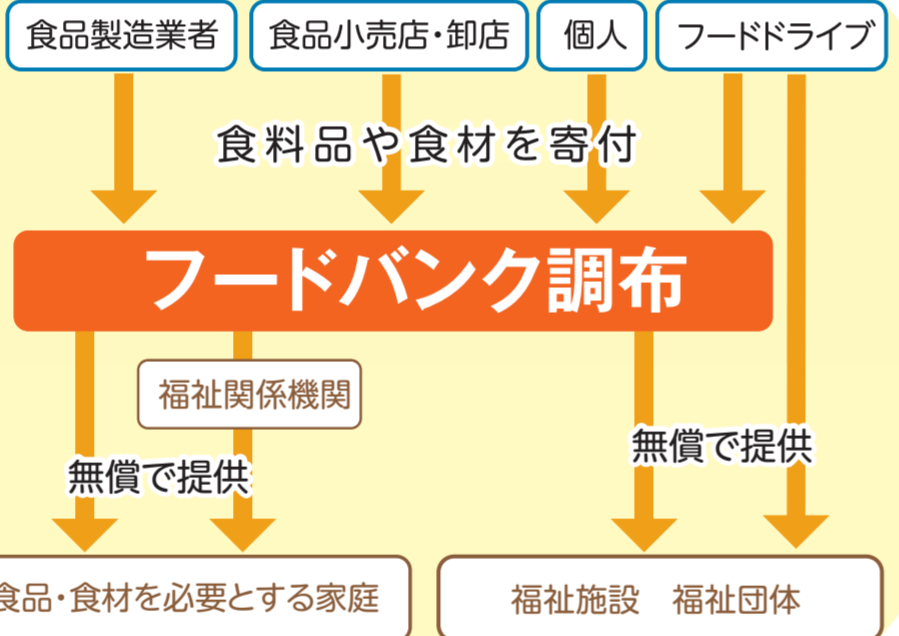 食品製造業者
食品小売店・卸店
個人
フードドライブ
食料品や食材を寄付
フードバンク調布
福祉関係機関
無償で提供
無償で提供
食品・食材を必要とする家庭
福祉施設　福祉団体